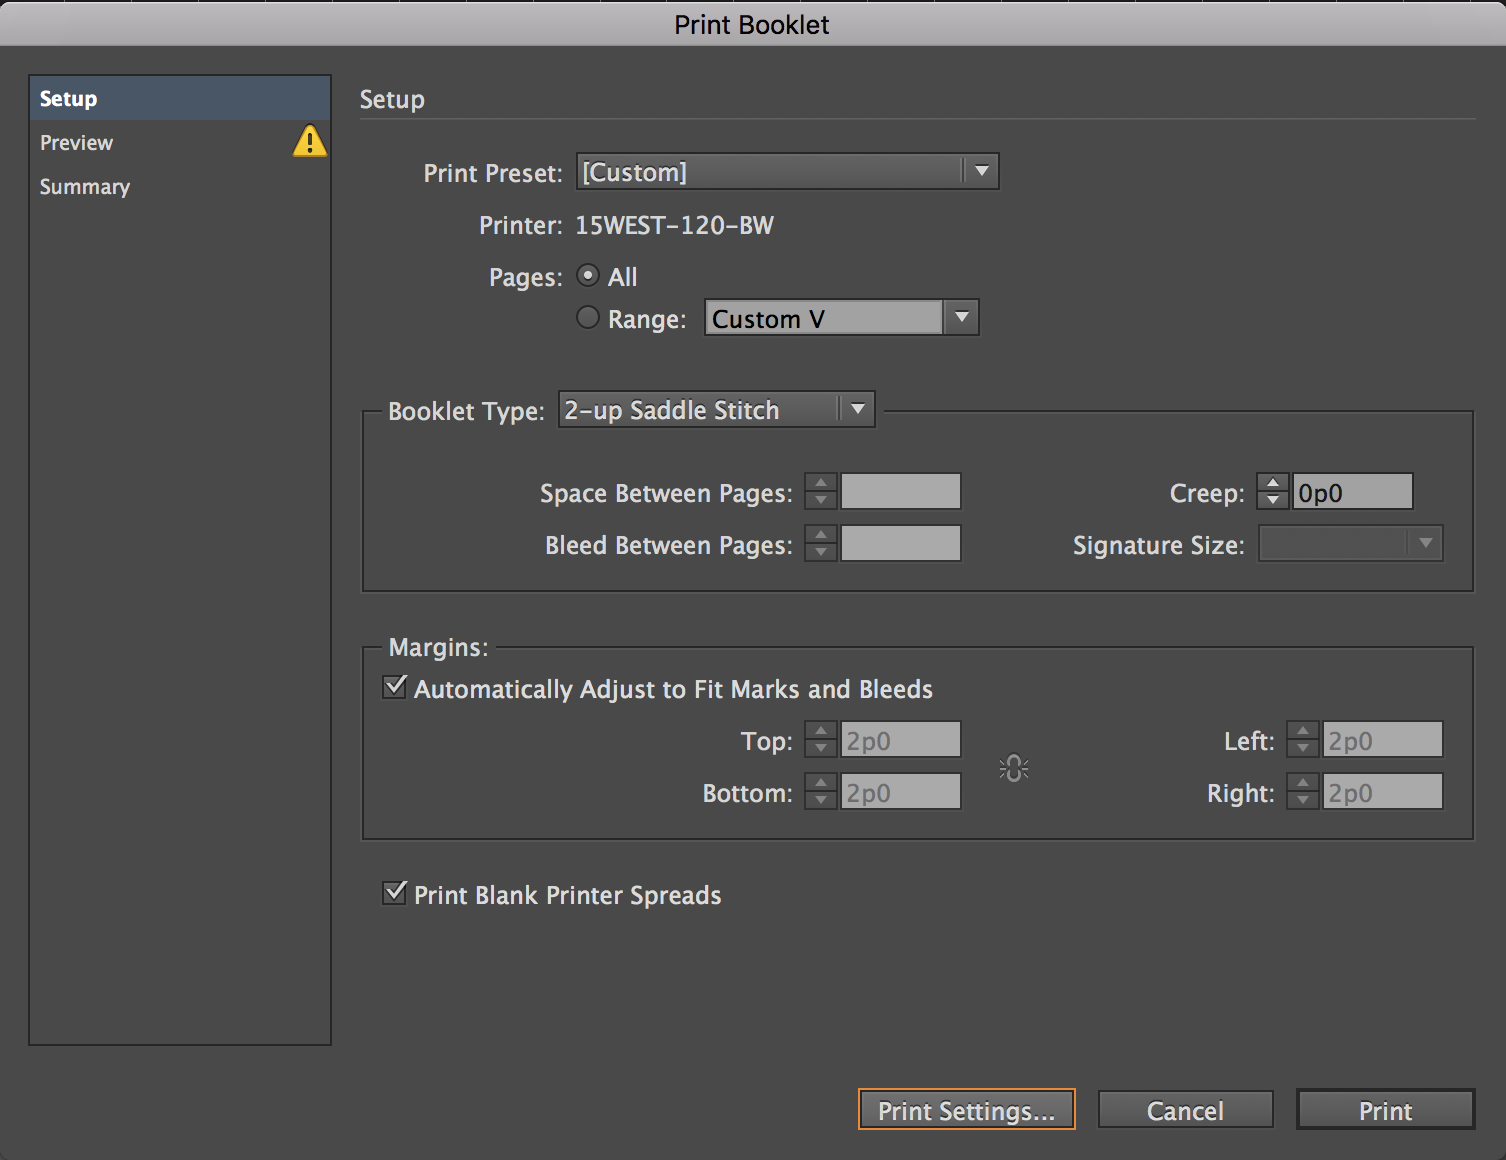 Print Booklet
Setup
Preview
Summary
Setup
Print Preset: [Custom]
Printer: 15WEST-120-BW
Pages: All
Range: Custom V
Booklet Type: 2-up Saddle Stitch
Space Between Pages: Creep: 0p0
Bleed Between Pages: Signature Size:
Margins:
Automatically Adjust to Fit Marks and Bleeds
Top: 2p0 Left: 2p0
Bottom: 2p0 Right: 2p0
Print Blank Printer Spreads
Print Settings... Cancel Print